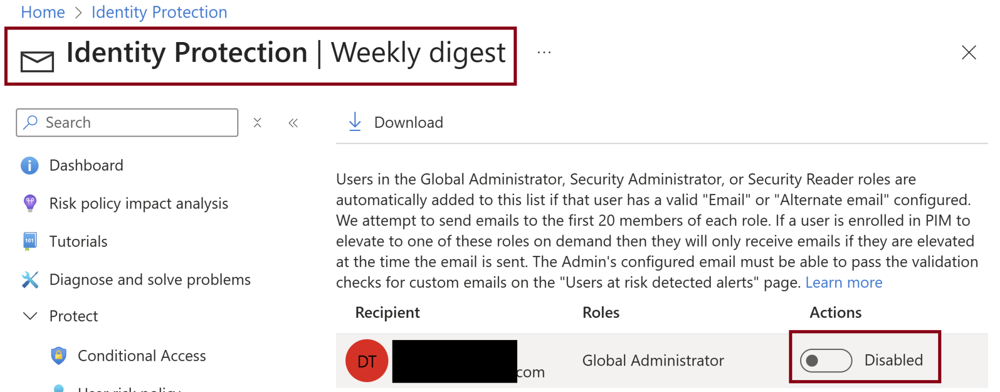 Home > Identity Protection
Identity Protection | Weekly digest ...
Search
Download
Dashboard
Risk policy impact analysis
101
Tutorials
Diagnose and solve problems
Protect
Conditional Access
User risk policy
Users in the Global Administrator, Security Administrator, or Security Reader roles are
automatically added to this list if that user has a valid "Email" or "Alternate email" configured.
We attempt to send emails to the first 20 members of each role. If a user is enrolled in PIM to
elevate to one of these roles on demand then they will only receive emails if they are elevated
at the time the email is sent. The Admin's configured email must be able to pass the validation
checks for custom emails on the "Users at risk detected alerts" page. Learn more
Recipient Roles Actions
DT com Global Administrator Disabled